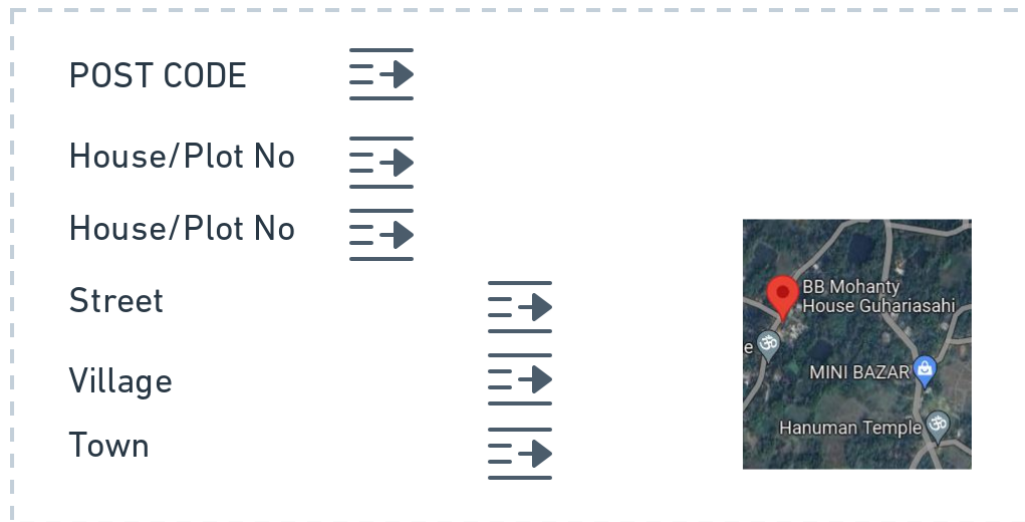 POST CODE
House/Plot No
House/Plot No
Street
Village
Town
BB Mohanty
House Guhariasahi
e
MINI BAZAR
Hanuman Temple